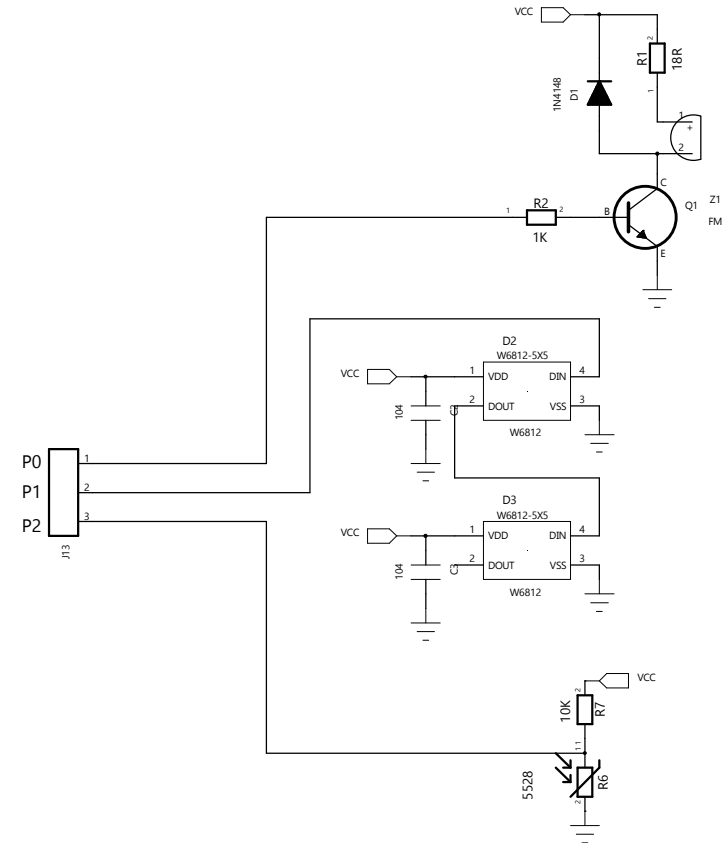 VCC
2
R1
18R
1
1N4148
D1
1
+
2
C
Z1
Q1
FM
R2
1
2
B
1K
E
D2
W6812-5X5
VCC
1
VDD
DIN
4
104
C2
2
DOUT
VSS
3
W6812
P0
1
P1
2
P2
3
J13
D3
W6812-5X5
VCC
1
VDD
DIN
4
104
C3
2
DOUT
VSS
3
W6812
VCC
2
10K
R7
1
1
5528
R6
2